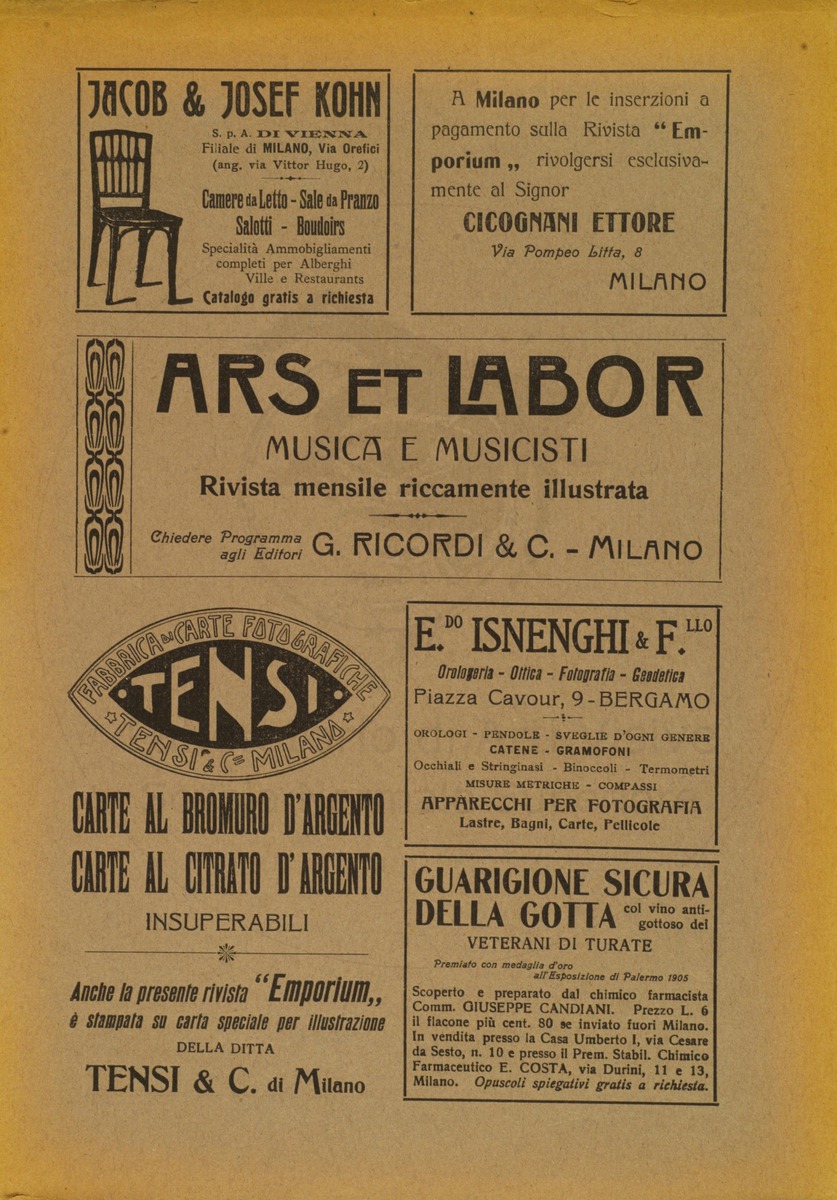 JACOB & JOSEF KOHN
S. p. A. DI VIENNA
Filiale di MILANO, Via Orefici
(ang. via Vittor Hugo, 2)
Camere da Letto - Sale da Pranzo
Salotti - Boudoirs
Specialità Ammobigliamenti
completi per Alberghi
Ville e Restaurants
Catalogo gratis a richiesta
A Milano per le inserzioni a
pagamento sulla Rivista “Em-
porium„ rivolgersi esclusiva-
mente al Signor
CICOGNANI ETTORE
Via Pompeo Litta, 8
MILANO
ARS ET LABOR
MUSICA E MUSICISTI
Rivista mensile riccamente illustrata
Chiedere Programma
agli Editori G. RICORDI & C. - MILANO
FABBRICA DI CARTE FOTOGRAFICHE
TENSI
TENSI & C. MILANO
CARTE AL BROMURO D'ARGENTO
CARTE AL CITRATO D'ARGENTO
INSUPERABILI
Anche la presente rivista “Emporium„
è stampata su carta speciale per illustrazione
DELLA DITTA
TENSI & C. di Milano
E.DO ISNENGHI & F.LLO
Orologeria - Ottica - Fotografia - Geodetica
Piazza Cavour, 9 - BERGAMO
OROLOGI - PENDOLE - SVEGLIE D'OGNI GENERE
CATENE - GRAMOFONI
Occhiali e Stringinasi - Binoccoli - Termometri
MISURE METRICHE - COMPASSI
APPARECCHI PER FOTOGRAFIA
Lastre, Bagni, Carte, Pellicole
GUARIGIONE SICURA
DELLA GOTTA col vino anti-
gottoso dei
VETERANI DI TURATE
Premiato con medaglia d'oro
all'Esposizione di Palermo 1905
Scoperto e preparato dal chimico farmacista
Comm. GIUSEPPE CANDIANI. Prezzo L. 6
il flacone più cent. 80 se inviato fuori Milano.
In vendita presso la Casa Umberto I, via Cesare
da Sesto, n. 10 e presso il Prem. Stabil. Chimico
Farmaceutico E. COSTA, via Durini, 11 e 13,
Milano. Opuscoli spiegativi gratis a richiesta.